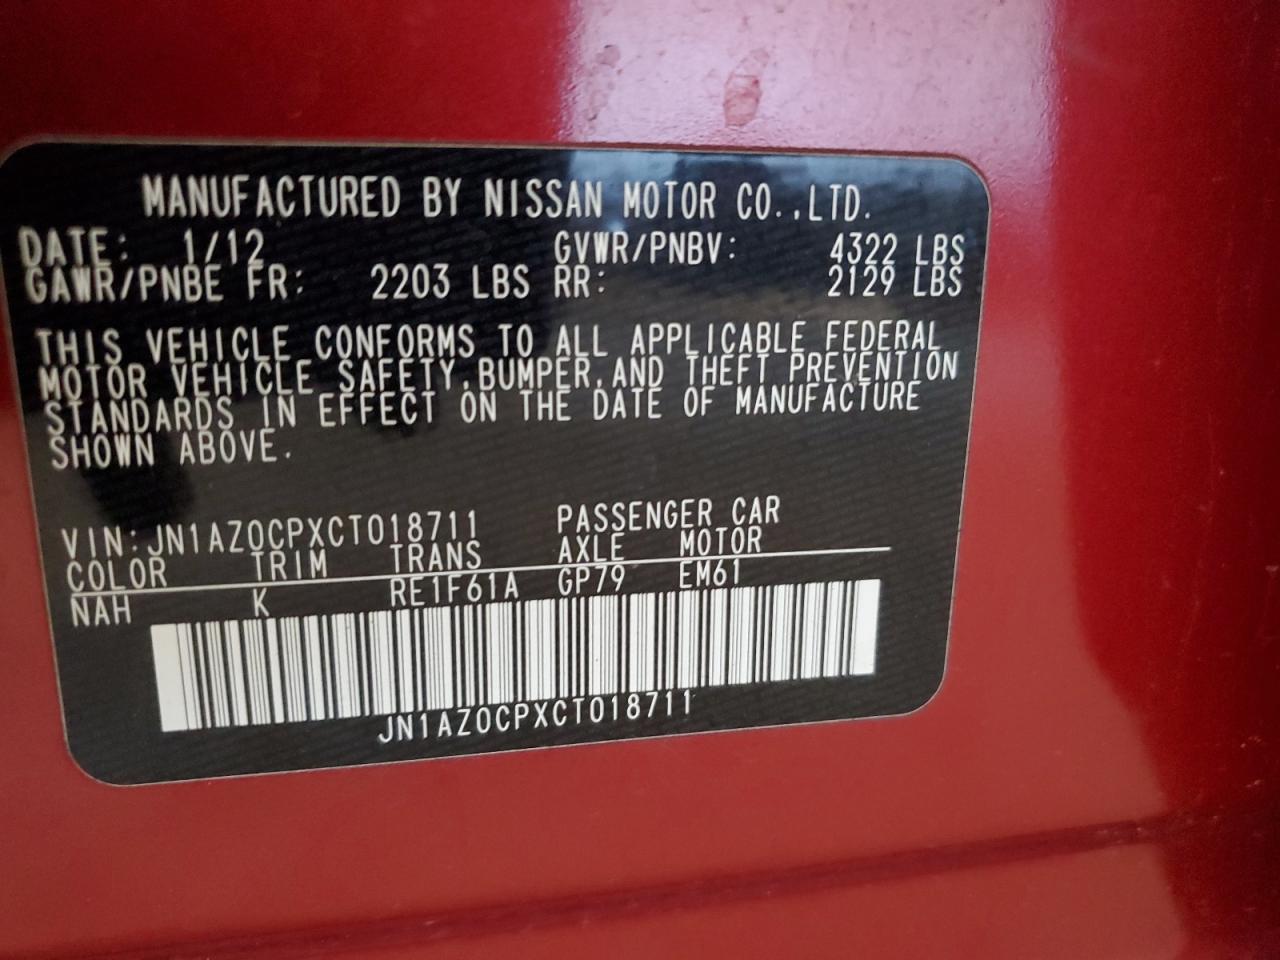 MANUFACTURED BY NISSAN MOTOR CO.,LTD.
DATE: 1/12 GVWR/PNBV: 4322 LBS
GAWR/PNBE FR: 2203 LBS RR: 2129 LBS
THIS VEHICLE CONFORMS TO ALL APPLICABLE FEDERAL
MOTOR VEHICLE SAFETY,BUMPER,AND THEFT PREVENTION
STANDARDS IN EFFECT ON THE DATE OF MANUFACTURE
SHOWN ABOVE.
VIN:JN1AZ0CPXCT018711 PASSENGER CAR
COLOR TRIM TRANS AXLE MOTOR
NAH K RE1F61A GP79 EM61
JN1AZ0CPXCT018711